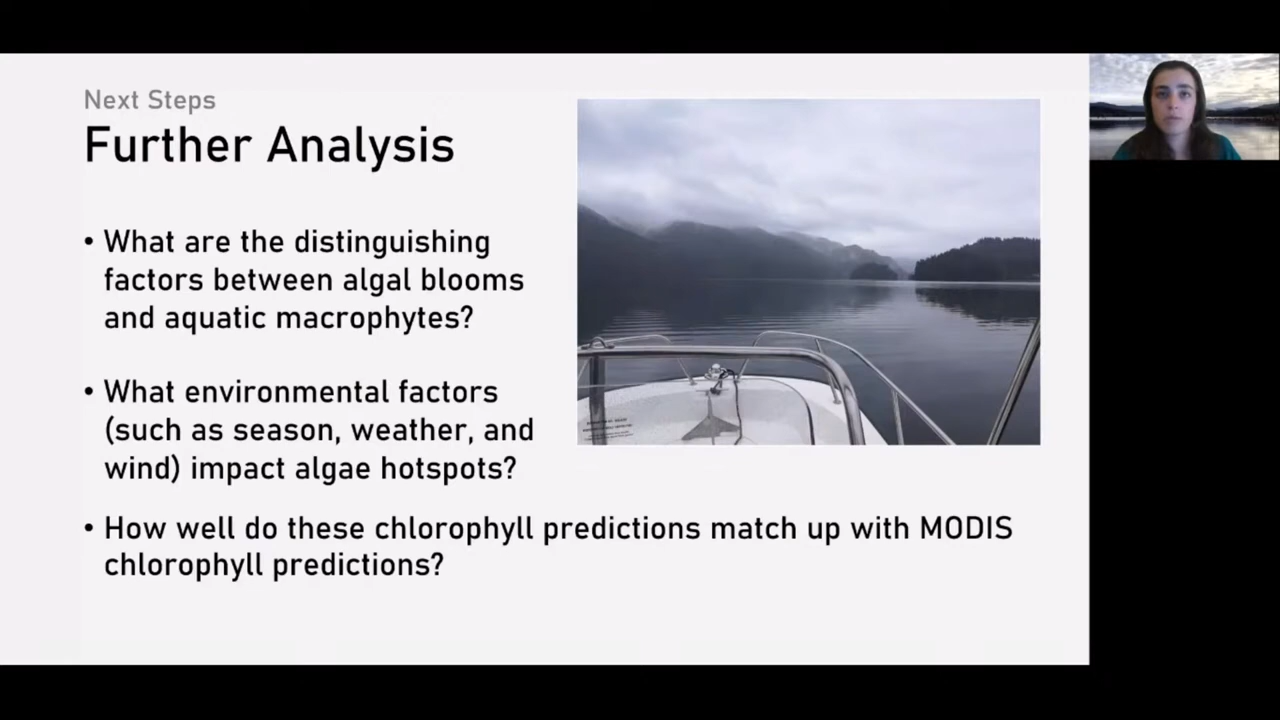 Next Steps
Further Analysis
• What are the distinguishing
factors between algal blooms
and aquatic macrophytes?
• What environmental factors
(such as season, weather, and
wind) impact algae hotspots?
• How well do these chlorophyll predictions match up with MODIS
chlorophyll predictions?